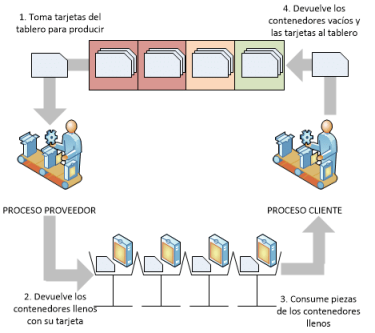 1. Toma tarjetas del
tablero para producir
4. Devuelve los
contenedores vacíos y
las tarjetas al tablero
PROCESO PROVEEDOR
PROCESO CLIENTE
2. Devuelve los
contenedores llenos
con su tarjeta
3. Consume piezas
de los contenedores
llenos